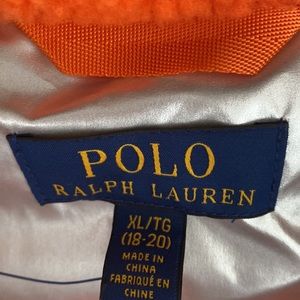 POLO
RALPH LAUREN
XL/TG
(18-20)
MADE IN
CHINA
FABRIQUÉ EN
CHINE